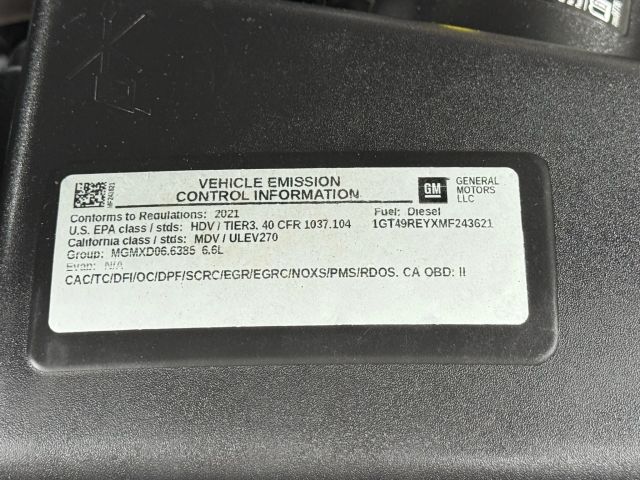 VEHICLE EMISSION
CONTROL INFORMATION
GM
GENERAL
MOTORS
LLC
Conforms to Regulations: 2021
Fuel: Diesel
U.S. EPA class / stds: HDV / TIER3. 40 CFR 1037.104
1GT49REYXMF243621
California class / stds: MDV / ULEV270
Group: MGMXD06.6385 6.6L
Evap: N/A
CAC/TC/DFI/OC/DPF/SCRC/EGR/EGRC/NOXS/PMS/RDOS. CA OBD: II